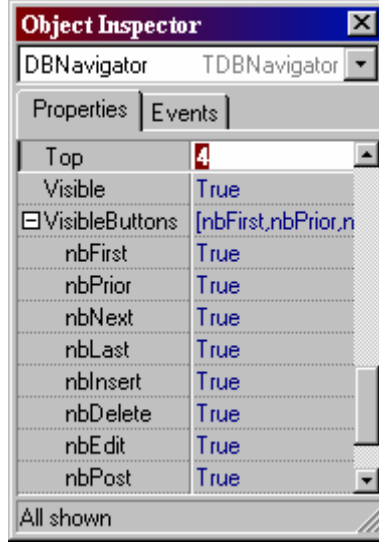 Object Inspector
DBNavigator TDBNavigator
Properties Events
Top 4
Visible True
VisibleButtons [nbFirst,nbPrior,n
nbFirst True
nbPrior True
nbNext True
nbLast True
nbInsert True
nbDelete True
nbEdit True
nbPost True
All shown